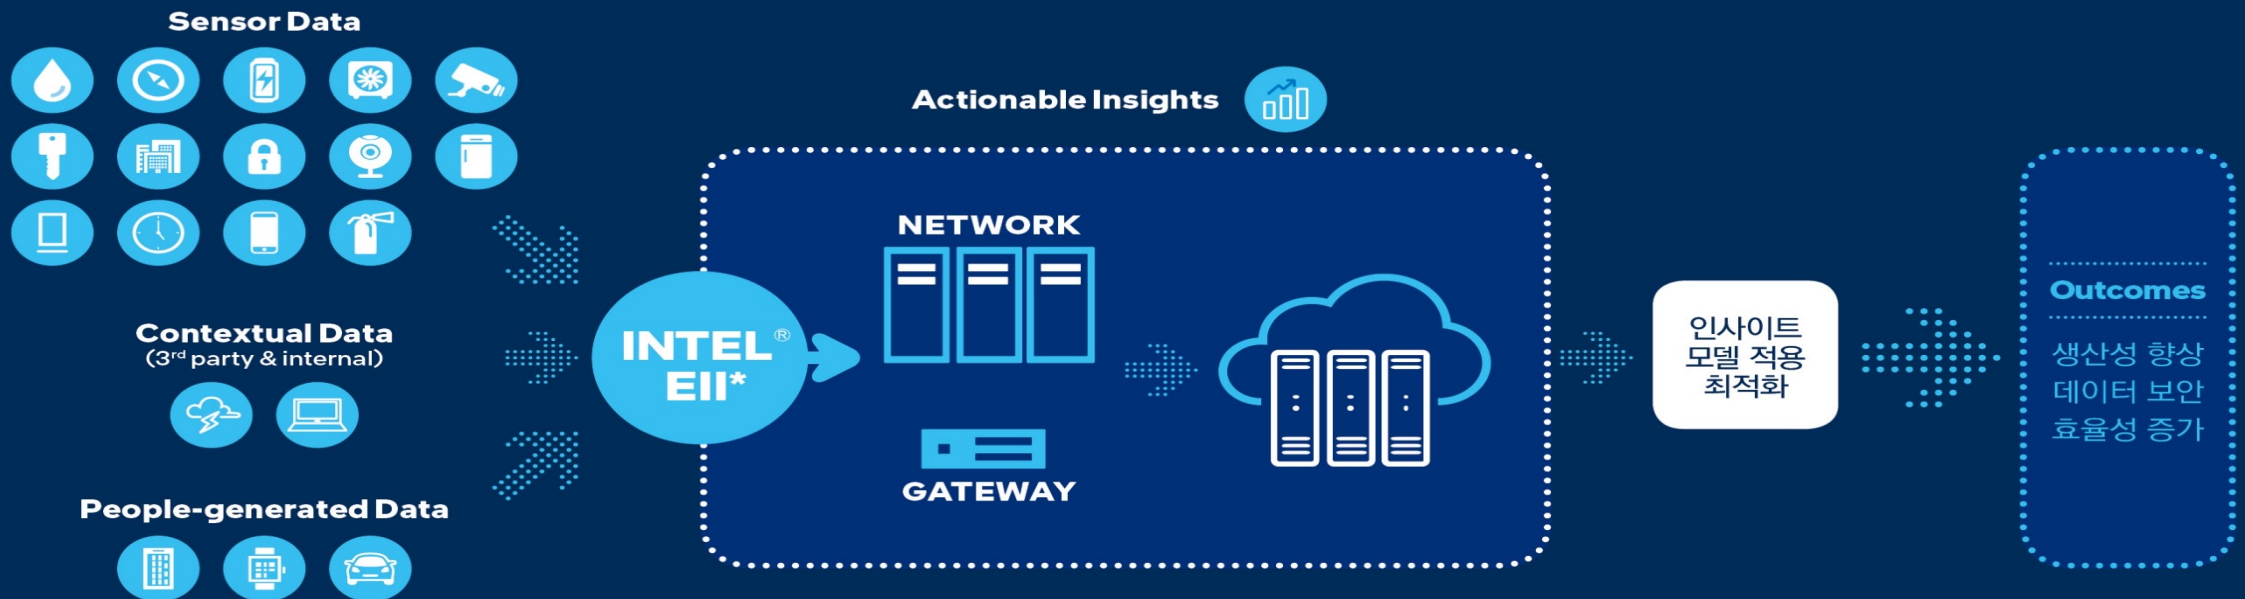 Sensor Data
Contextual Data
(3rd party & internal)
People-generated Data
INTEL®
EII*
Actionable Insights
NETWORK
GATEWAY
인사이트
모델 적용
최적화
Outcomes
생산성 향상
데이터 보안
효율성 증가